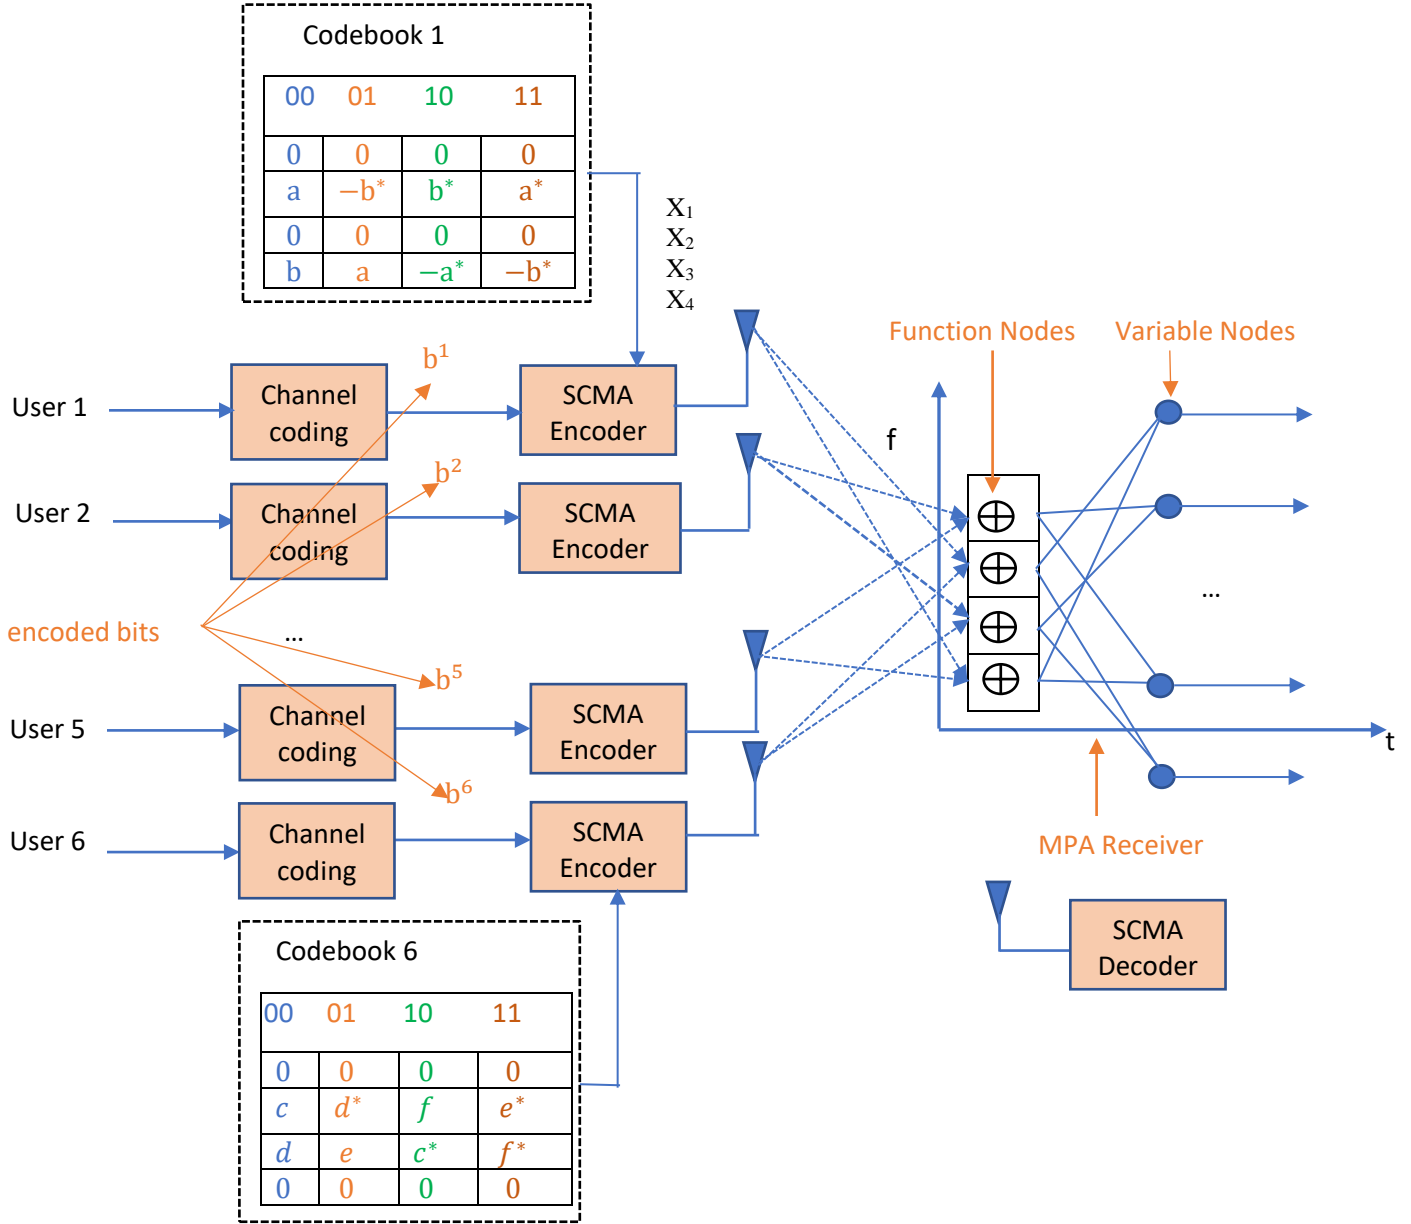 Codebook 1
00 01 10 11
0 0 0 0
a −b* b* a*
0 0 0 0
b a −a* −b*
X₁
X₂
X₃
X₄
Function Nodes
Variable Nodes
b¹
User 1
Channel
coding
SCMA
Encoder
f
b²
User 2
Channel
coding
SCMA
Encoder
...
encoded bits
...
b⁵
User 5
Channel
coding
SCMA
Encoder
t
b⁶
User 6
Channel
coding
SCMA
Encoder
MPA Receiver
SCMA
Decoder
Codebook 6
00 01 10 11
0 0 0 0
c d* f e*
d e c* f*
0 0 0 0